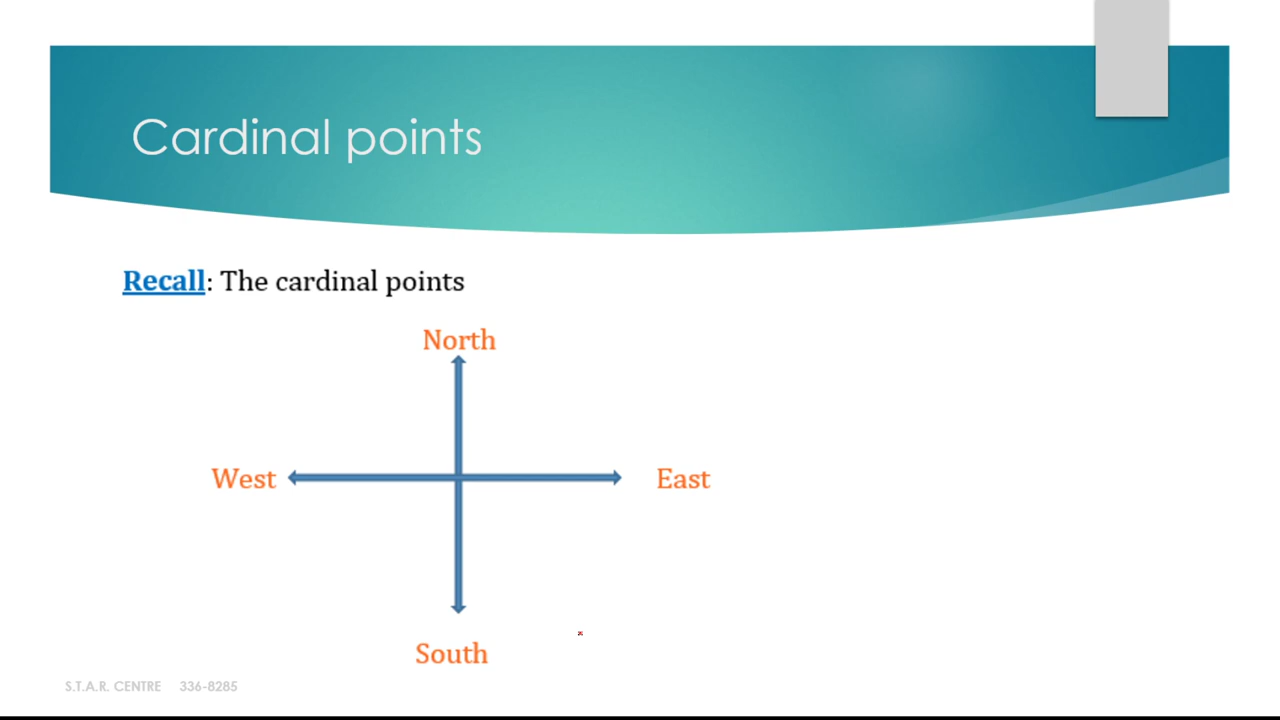 Cardinal points
Recall: The cardinal points
North
West East
South
S.T.A.R. CENTRE 336-8285